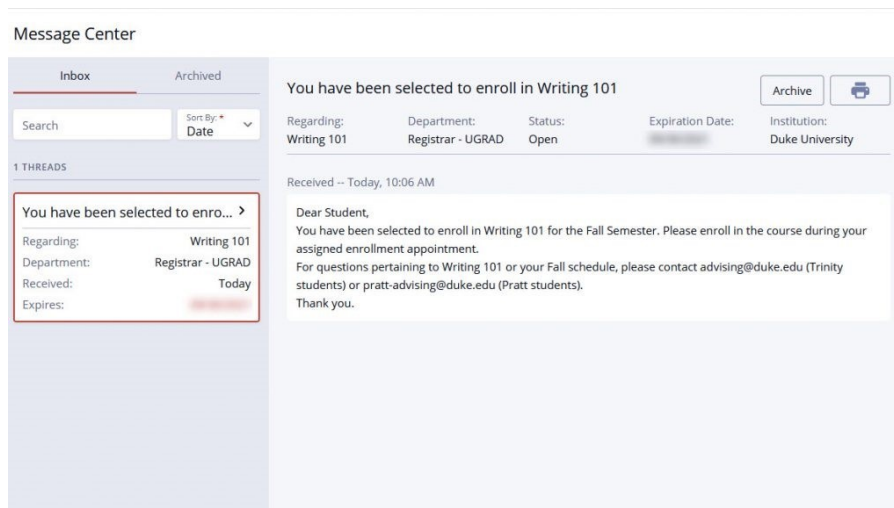 Message Center
Inbox Archived
Search
Sort By: *
Date
1 THREADS
You have been selected to enro...
Regarding: Writing 101
Department: Registrar - UGRAD
Received: Today
Expires:
You have been selected to enroll in Writing 101
Archive
Regarding: Department: Status: Expiration Date: Institution:
Writing 101 Registrar - UGRAD Open Duke University
Received -- Today, 10:06 AM
Dear Student,
You have been selected to enroll in Writing 101 for the Fall Semester. Please enroll in the course during your
assigned enrollment appointment.
For questions pertaining to Writing 101 or your Fall schedule, please contact advising@duke.edu (Trinity
students) or pratt-advising@duke.edu (Pratt students).
Thank you.